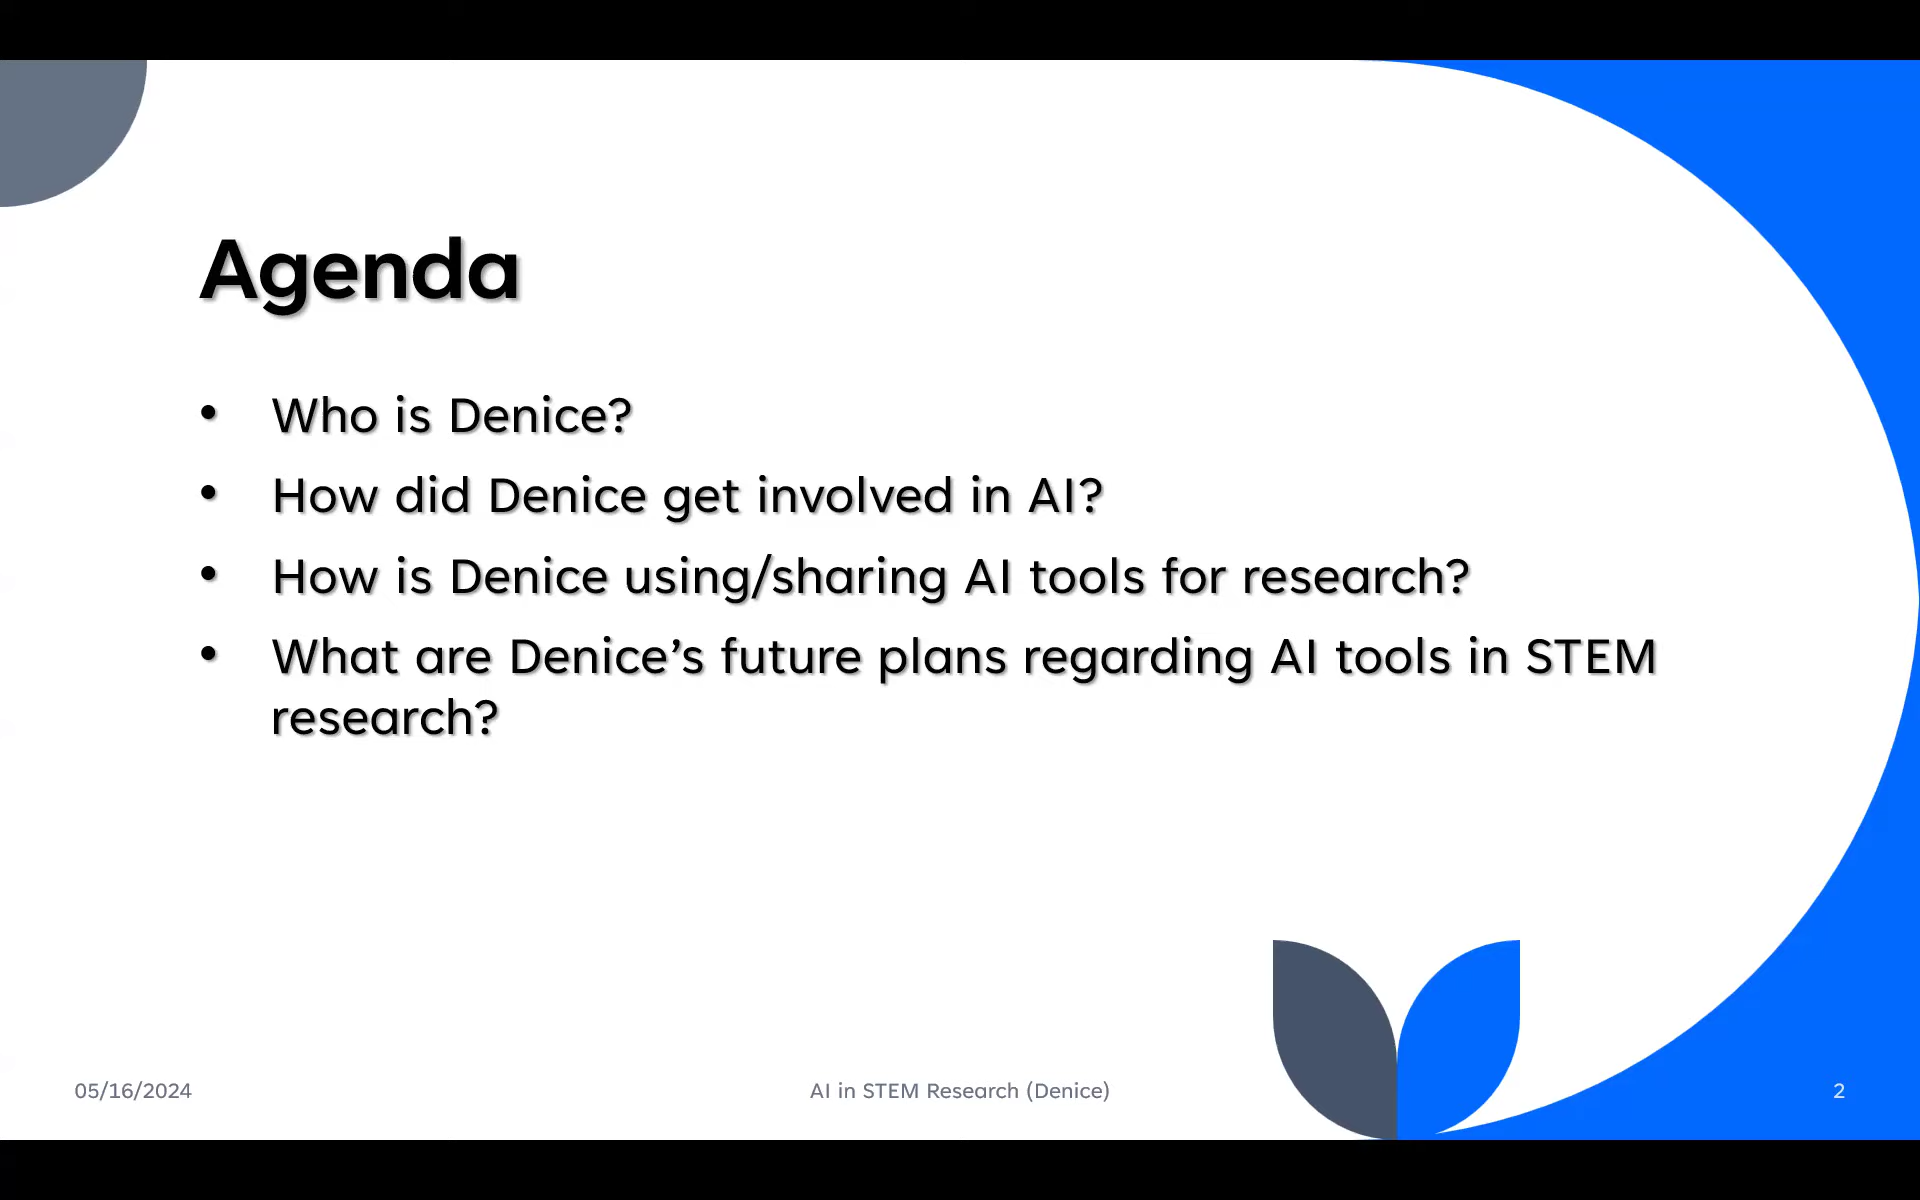 Agenda
• Who is Denice?
• How did Denice get involved in AI?
• How is Denice using/sharing AI tools for research?
• What are Denice’s future plans regarding AI tools in STEM
research?
05/16/2024
AI in STEM Research (Denice)
2